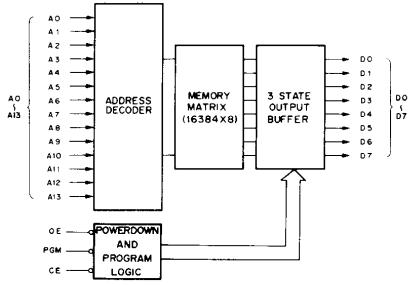 A0
A1
A2
A3
A4
A5
A6
A7
A8
A9
A10
A11
A12
A13
A0
~
A13
ADDRESS
DECODER
MEMORY
MATRIX
(16384X8)
3 STATE
OUTPUT
BUFFER
D0
D1
D2
D3
D4
D5
D6
D7
D0
~
D7
OE
PGM
CE
POWERDOWN
AND
PROGRAM
LOGIC